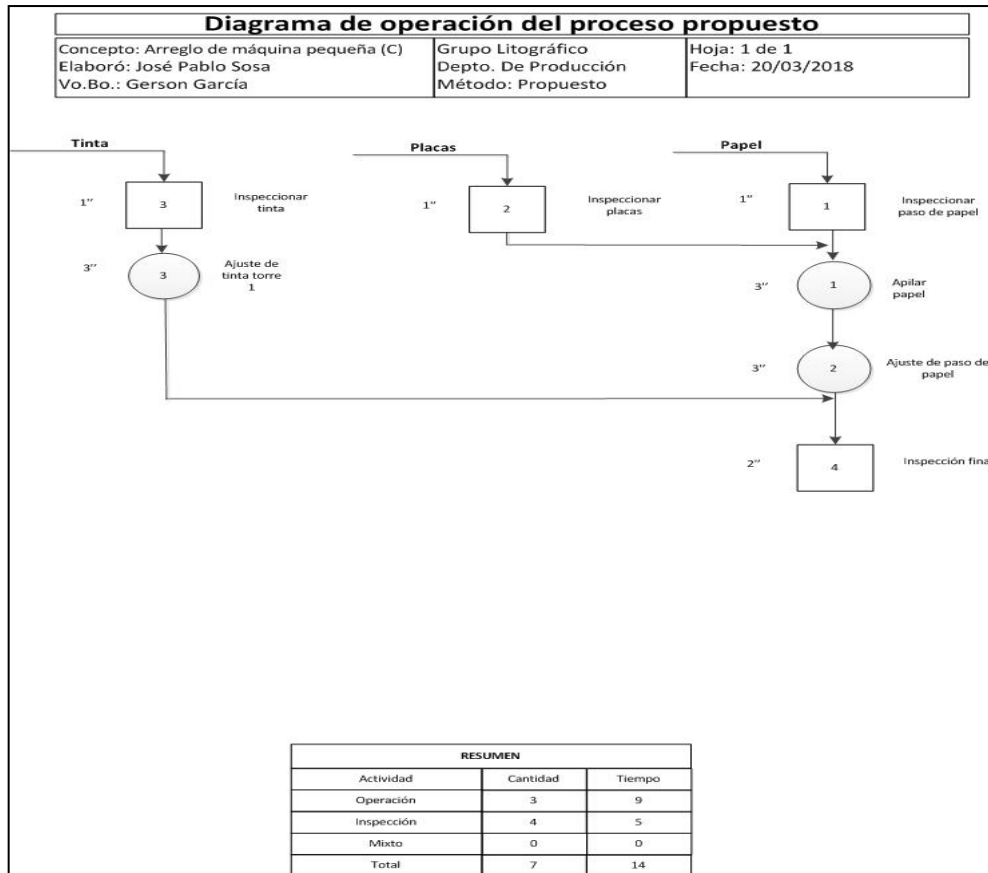 Diagrama de operación del proceso propuesto
Concepto: Arreglo de máquina pequeña (C)
Elaboró: José Pablo Sosa
Vo.Bo.: Gerson García
Grupo Litográfico
Depto. De Producción
Método: Propuesto
Hoja: 1 de 1
Fecha: 20/03/2018
Tinta
Placas
Papel
1’’
3
Inspeccionar
tinta
1’’
2
Inspeccionar
placas
1’’
1
Inspeccionar
paso de papel
3’’
3
Ajuste de
tinta torre
1
3’’
1
Apilar
papel
3’’
2
Ajuste de paso de
papel
2’’
4
Inspección fina
RESUMEN
Actividad Cantidad Tiempo
Operación 3 9
Inspección 4 5
Mixto 0 0
Total 7 14